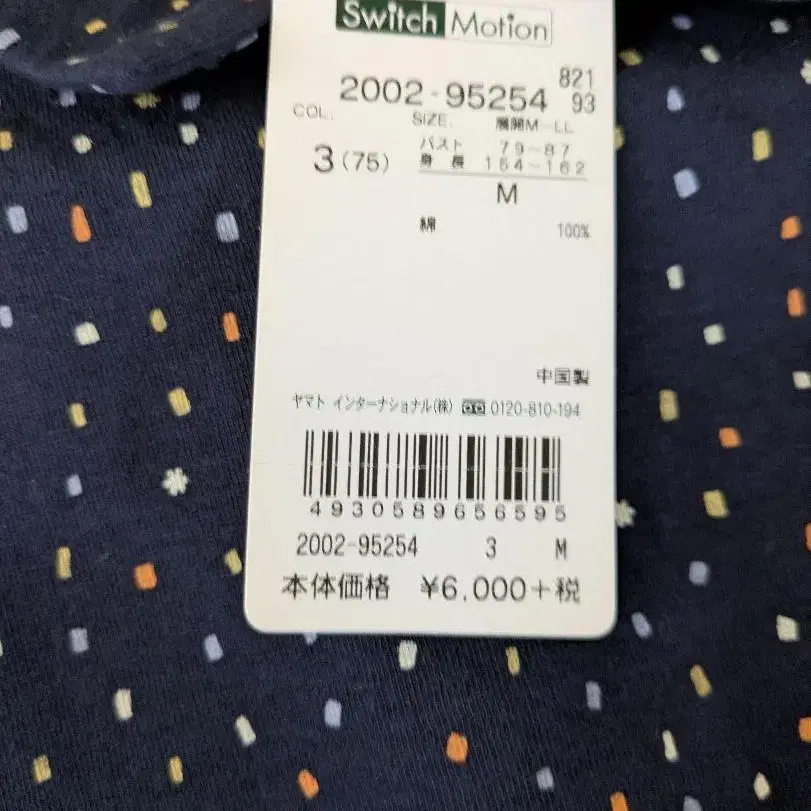 Switch Motion
2002-95254 821
93
COL. SIZE. 展開M-LL
3(75) バスト 79~87
身長 154~162
M
綿 100%
中国製
ヤマト インターナショナル(株) 0120-810-194
4930589656595
2002-95254 3 M
本体価格 ¥6,000+税